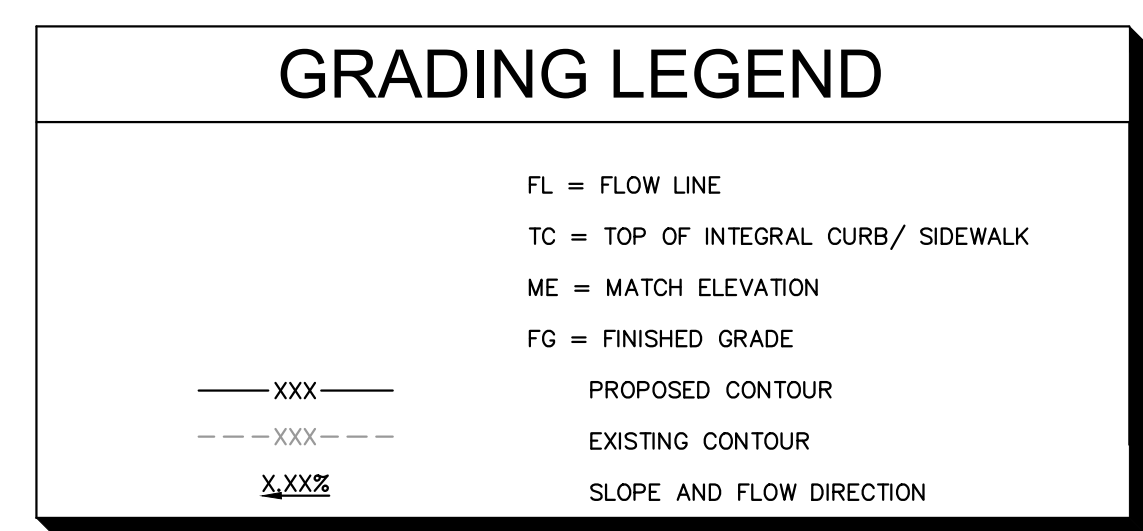 GRADING LEGEND
FL = FLOW LINE
TC = TOP OF INTEGRAL CURB/ SIDEWALK
ME = MATCH ELEVATION
FG = FINISHED GRADE
XXX PROPOSED CONTOUR
XXX EXISTING CONTOUR
X.XX% SLOPE AND FLOW DIRECTION